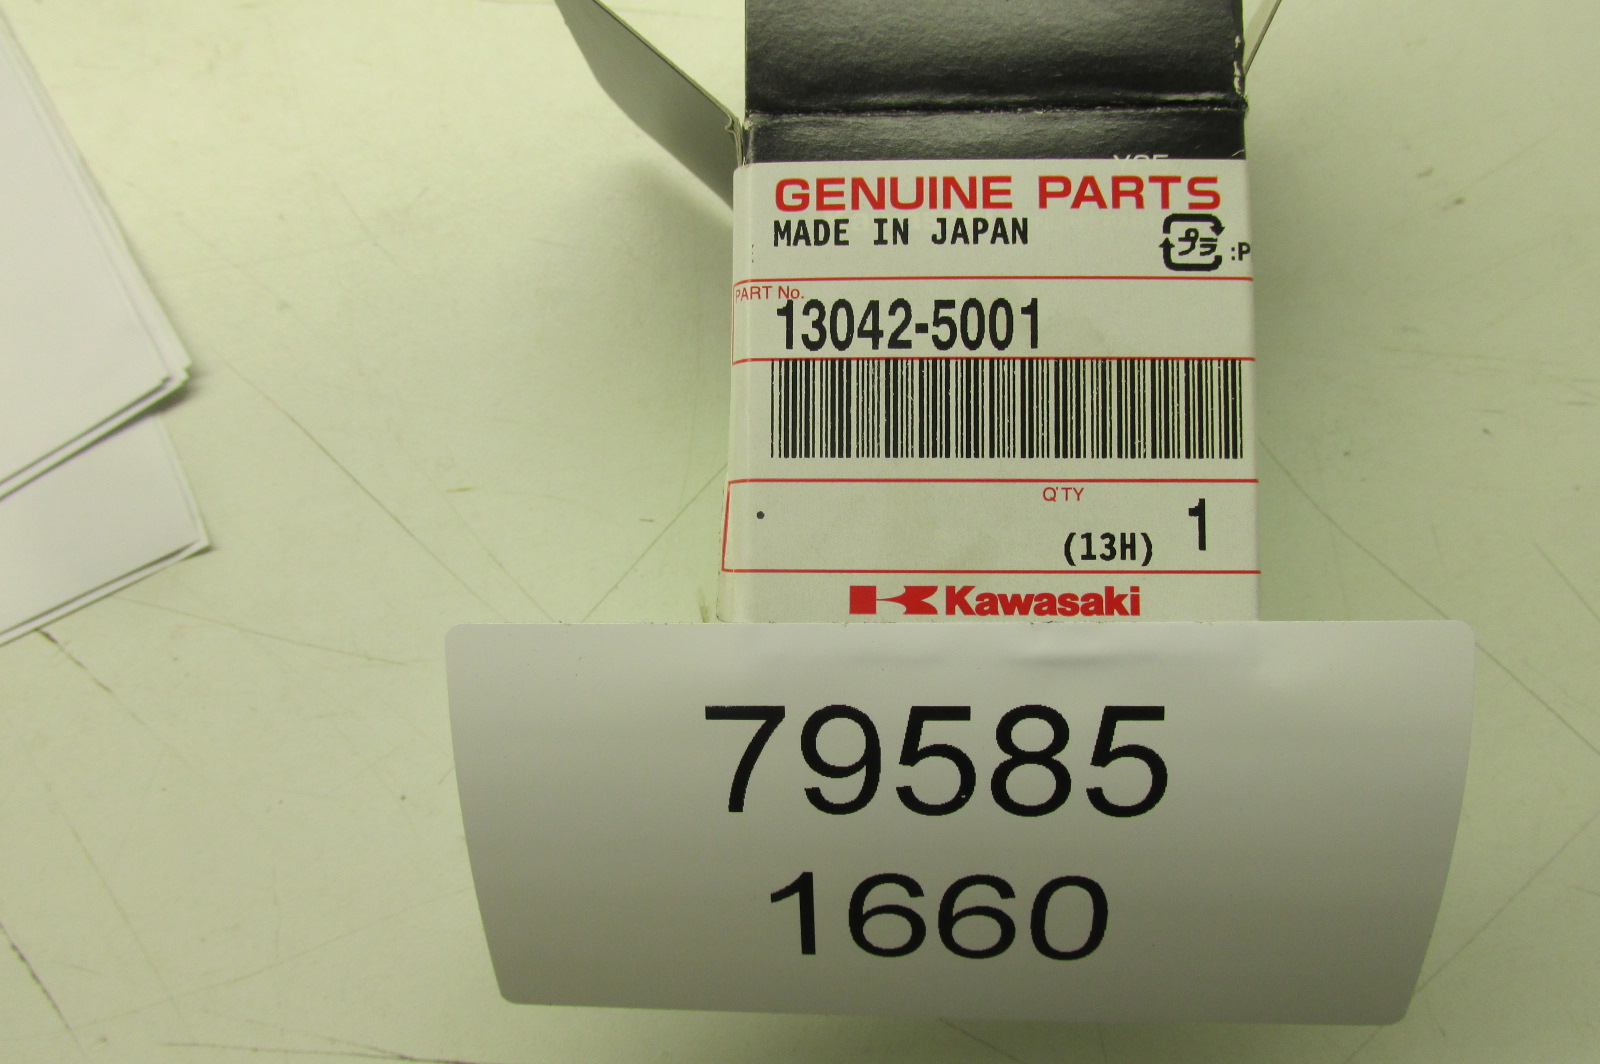 GENUINE PARTS
MADE IN JAPAN
プラ :P
PART No.
13042-5001
Q'TY
(13H) 1
Kawasaki
79585
1660